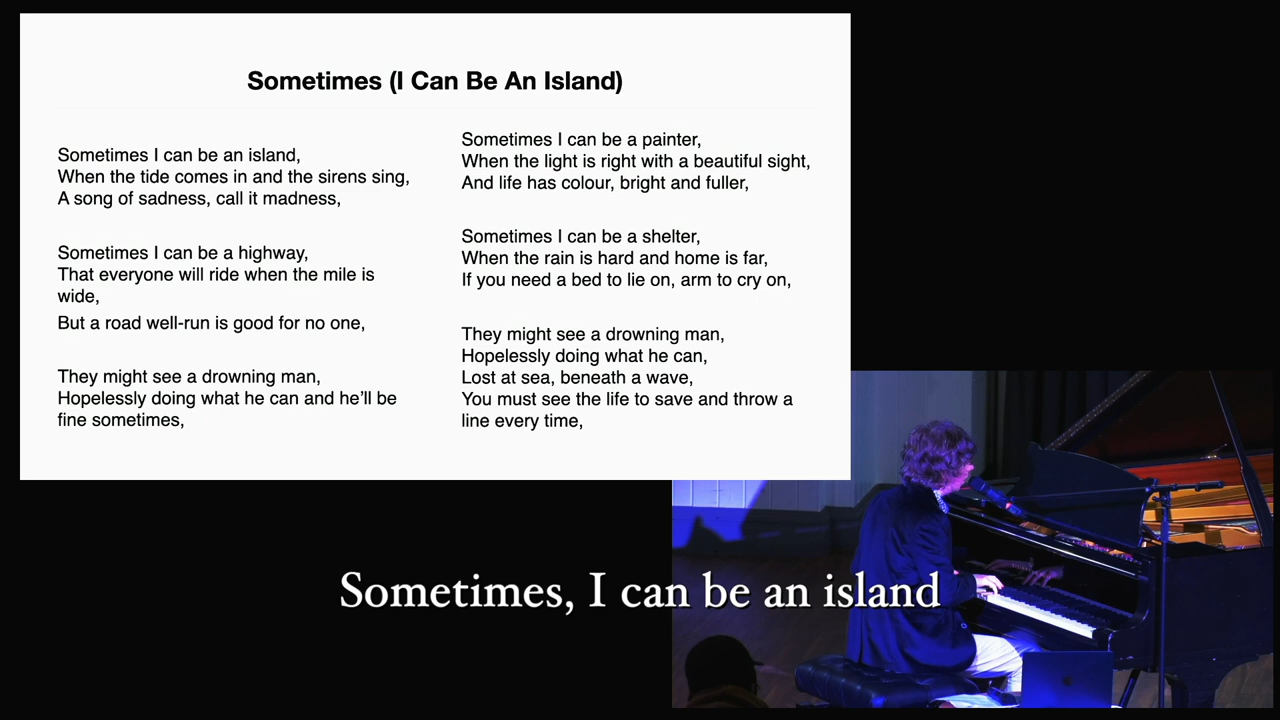 Sometimes (I Can Be An Island)
Sometimes I can be an island,
When the tide comes in and the sirens sing,
A song of sadness, call it madness,
Sometimes I can be a highway,
That everyone will ride when the mile is
wide,
But a road well-run is good for no one,
They might see a drowning man,
Hopelessly doing what he can and he’ll be
fine sometimes,
Sometimes I can be a painter,
When the light is right with a beautiful sight,
And life has colour, bright and fuller,
Sometimes I can be a shelter,
When the rain is hard and home is far,
If you need a bed to lie on, arm to cry on,
They might see a drowning man,
Hopelessly doing what he can,
Lost at sea, beneath a wave,
You must see the life to save and throw a
line every time,
Sometimes, I can be an island